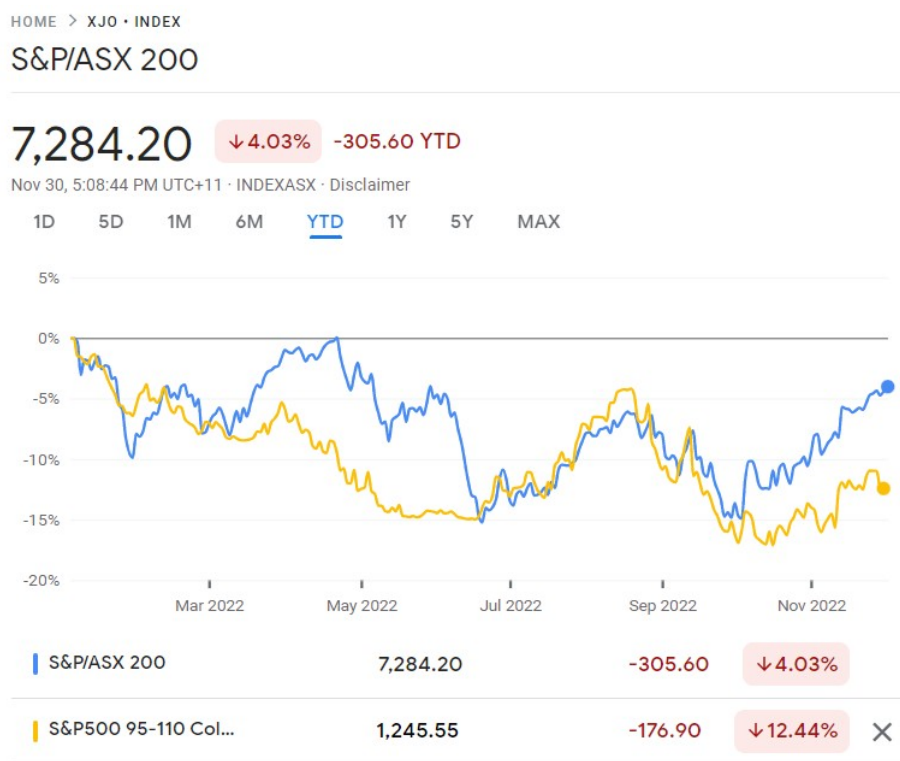 HOME > XJO • INDEX
S&P/ASX 200
7,284.20 ↓4.03% -305.60 YTD
Nov 30, 5:08:44 PM UTC+11 · INDEXASX · Disclaimer
1D 5D 1M 6M YTD 1Y 5Y MAX
5%
0%
-5%
-10%
-15%
-20%
Mar 2022 May 2022 Jul 2022 Sep 2022 Nov 2022
S&P/ASX 200 7,284.20 -305.60 ↓4.03%
S&P500 95-110 Col... 1,245.55 -176.90 ↓12.44%